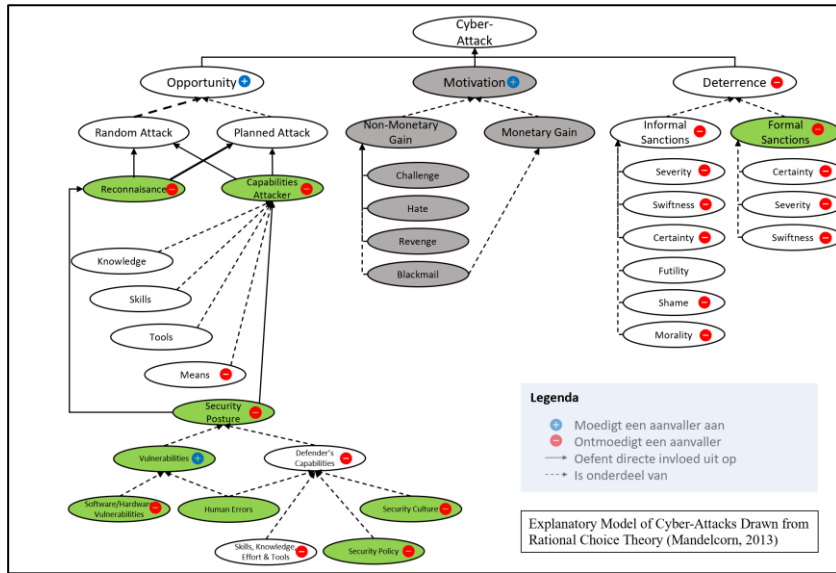 Cyber-
Attack
Opportunity
Motivation
Deterrence
Random Attack
Planned Attack
Non-Monetary
Gain
Monetary Gain
Informal
Sanctions
Formal
Sanctions
Reconnaisance
Capabilities
Attacker
Challenge
Hate
Revenge
Blackmail
Severity
Swiftness
Certainty
Futility
Shame
Morality
Certainty
Severity
Swiftness
Knowledge
Skills
Tools
Means
Security
Posture
Vulnerabilities
Defender's
Capabilities
Software/Hardware
Vulnerabilities
Human Errors
Security Culture
Skills, Knowledge,
Effort & Tools
Security Policy
Legenda
Moedigt een aanvaller aan
Ontmoedigt een aanvaller
Oefent directe invloed uit op
Is onderdeel van
Explanatory Model of Cyber-Attacks Drawn from
Rational Choice Theory (Mandelcorn, 2013)